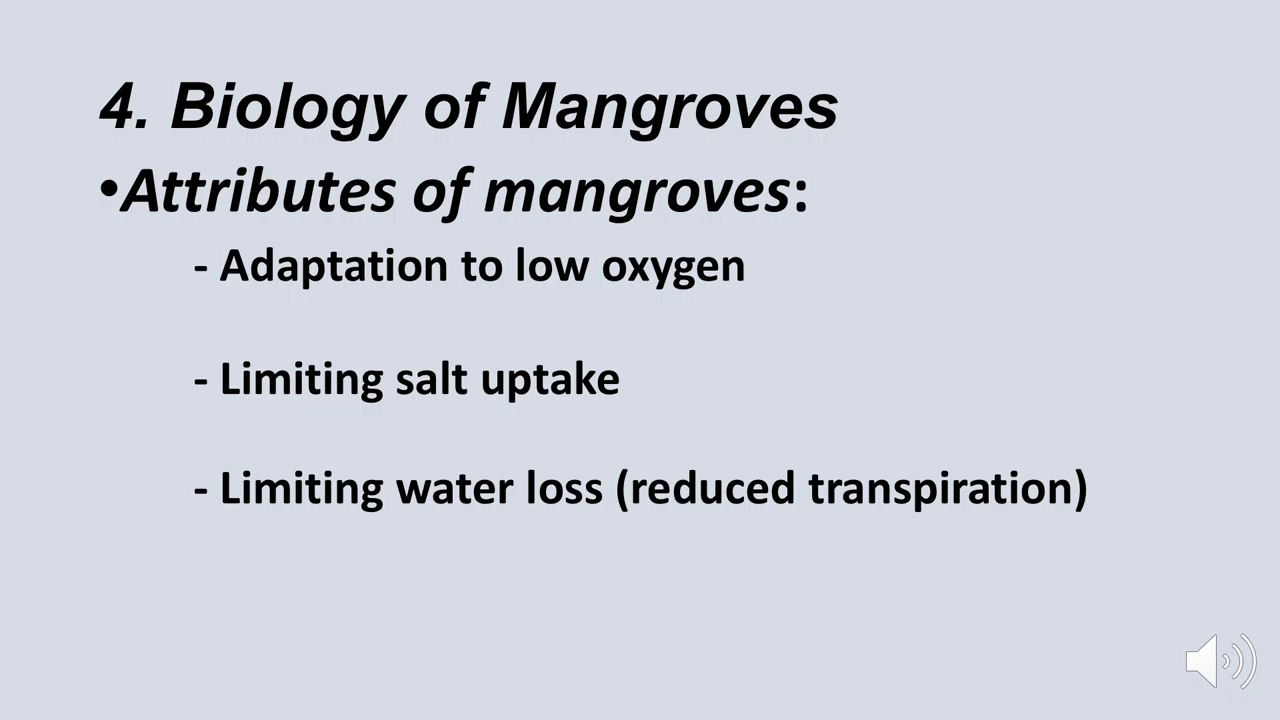 4. Biology of Mangroves
•Attributes of mangroves:
- Adaptation to low oxygen
- Limiting salt uptake
- Limiting water loss (reduced transpiration)